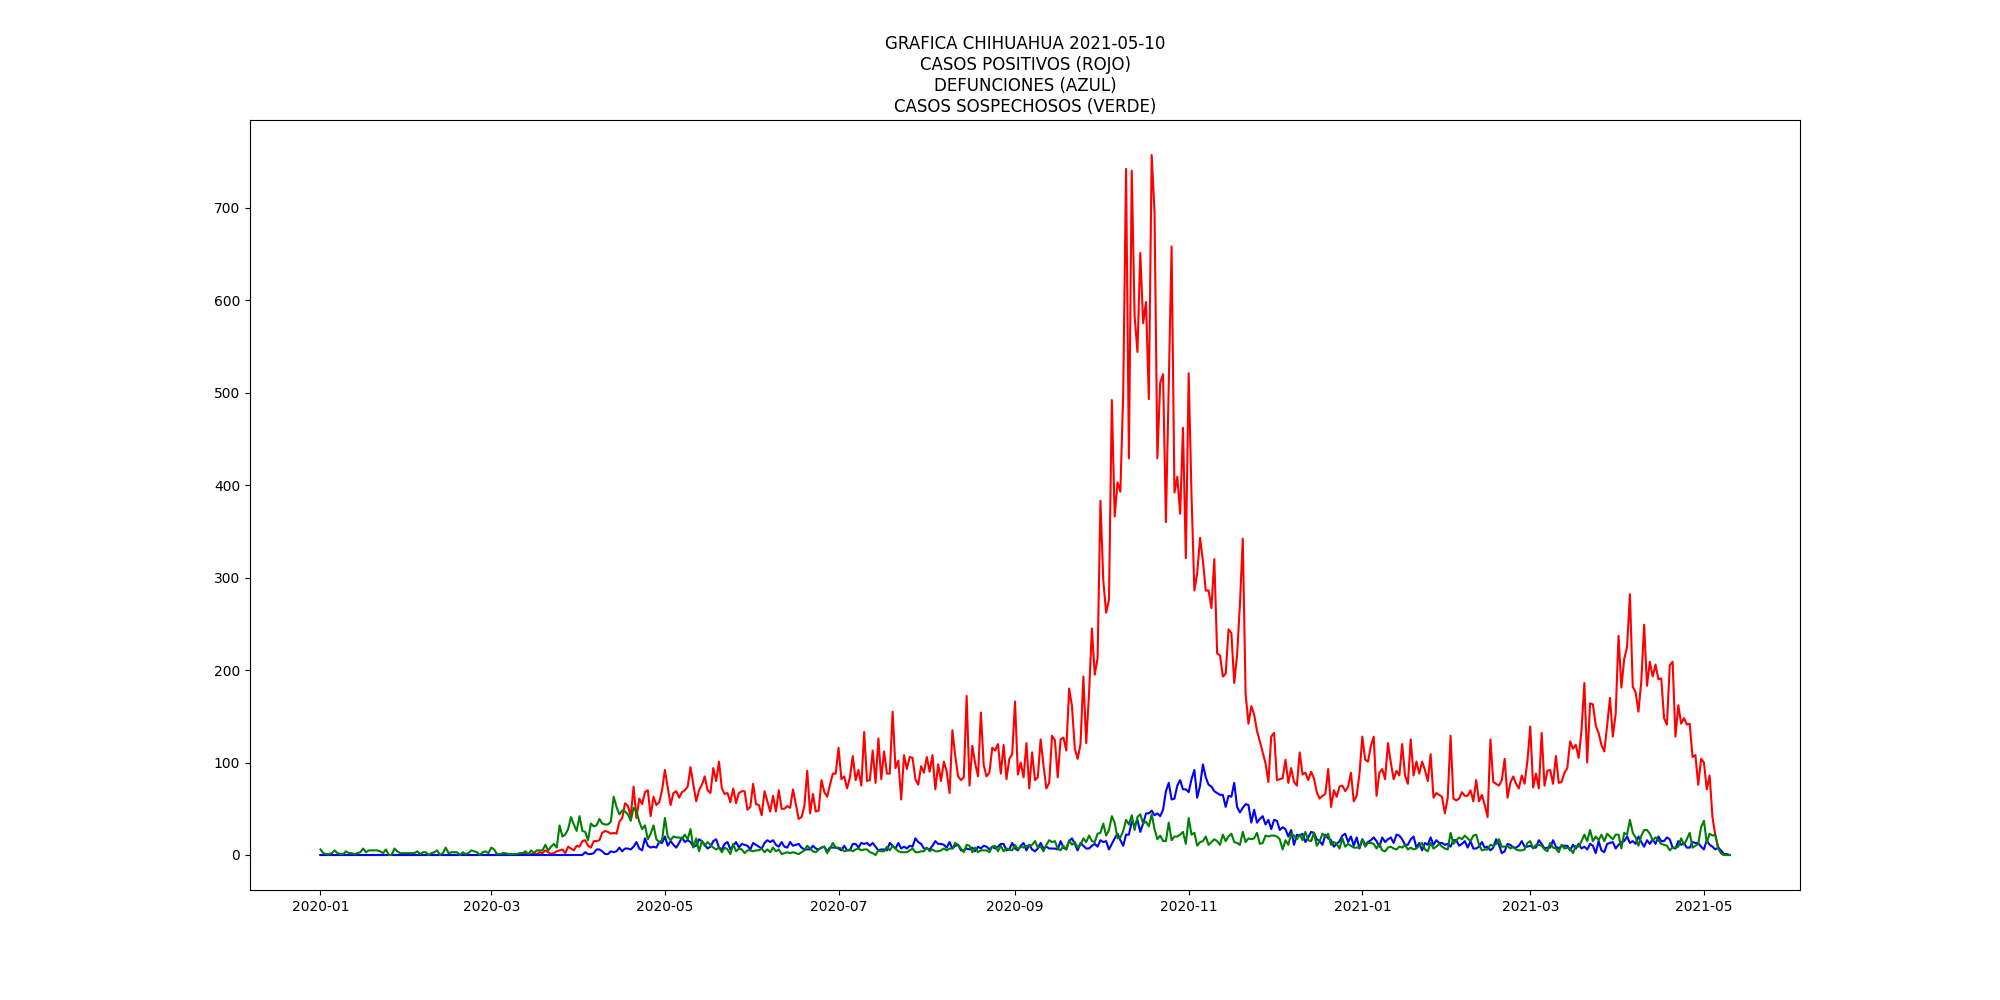 GRAFICA CHIHUAHUA 2021-05-10
CASOS POSITIVOS (ROJO)
DEFUNCIONES (AZUL)
CASOS SOSPECHOSOS (VERDE)
700
600
500
400
300
200
100
0
2020-01 2020-03 2020-05 2020-07 2020-09 2020-11 2021-01 2021-03 2021-05